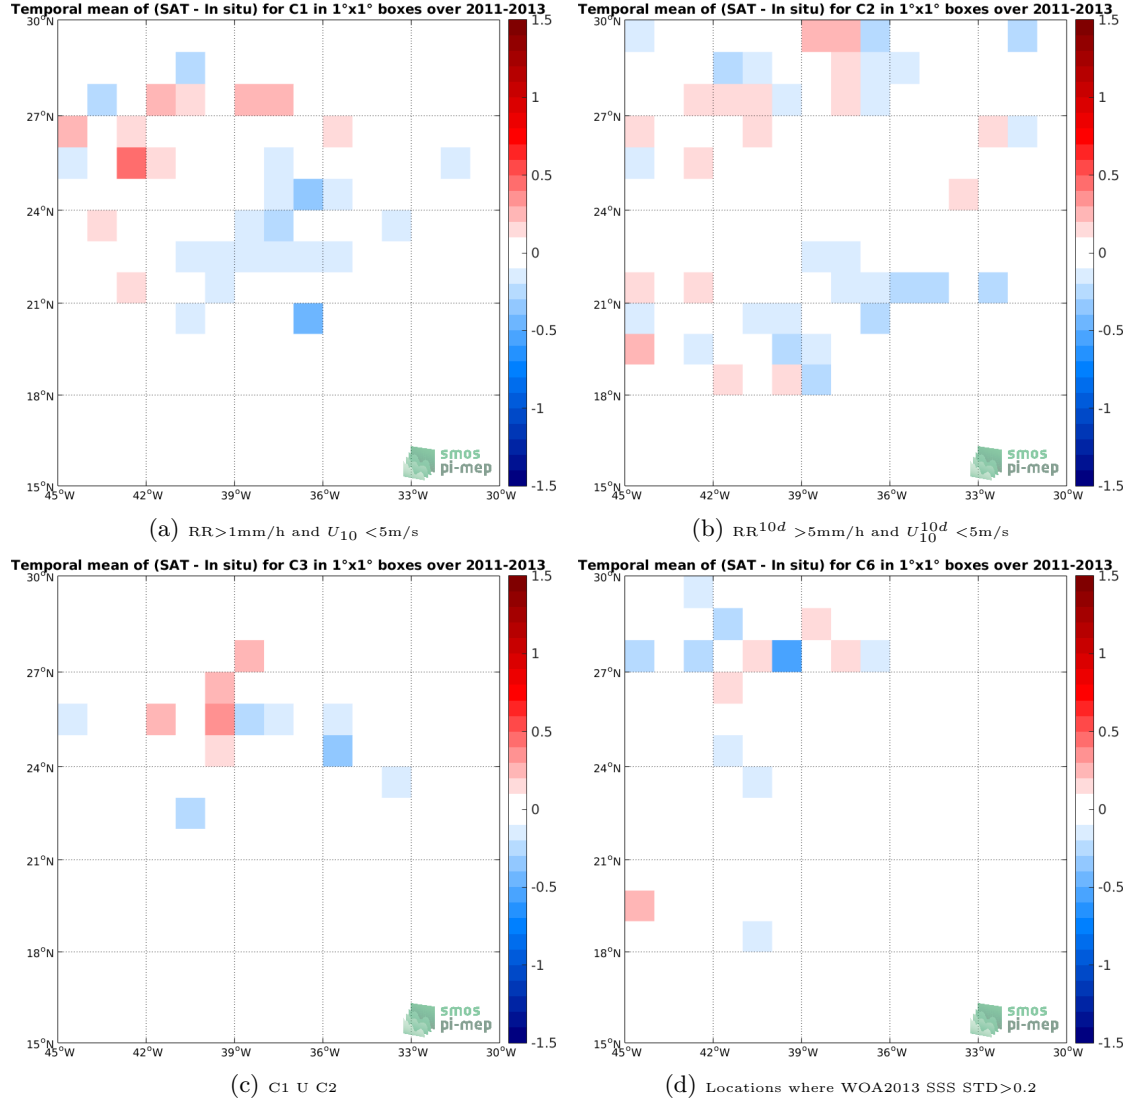 Temporal mean of (SAT - In situ) for C1 in 1°x1° boxes over 2011-2013
30°N
27°N
24°N
21°N
18°N
15°N
45°W 42°W 39°W 36°W 33°W 30°W
1.5
1
0.5
0
-0.5
-1
-1.5
smos
pi-mep
(a) RR>1mm/h and U₁₀ <5m/s
Temporal mean of (SAT - In situ) for C2 in 1°x1° boxes over 2011-2013
30°N
27°N
24°N
21°N
18°N
15°N
45°W 42°W 39°W 36°W 33°W 30°W
1.5
1
0.5
0
-0.5
-1
-1.5
smos
pi-mep
(b) RR¹⁰ᵈ >5mm/h and U₁₀¹⁰ᵈ <5m/s
Temporal mean of (SAT - In situ) for C3 in 1°x1° boxes over 2011-2013
30°N
27°N
24°N
21°N
18°N
15°N
45°W 42°W 39°W 36°W 33°W 30°W
1.5
1
0.5
0
-0.5
-1
-1.5
smos
pi-mep
(c) C1 U C2
Temporal mean of (SAT - In situ) for C6 in 1°x1° boxes over 2011-2013
30°N
27°N
24°N
21°N
18°N
15°N
45°W 42°W 39°W 36°W 33°W 30°W
1.5
1
0.5
0
-0.5
-1
-1.5
smos
pi-mep
(d) Locations where WOA2013 SSS STD>0.2